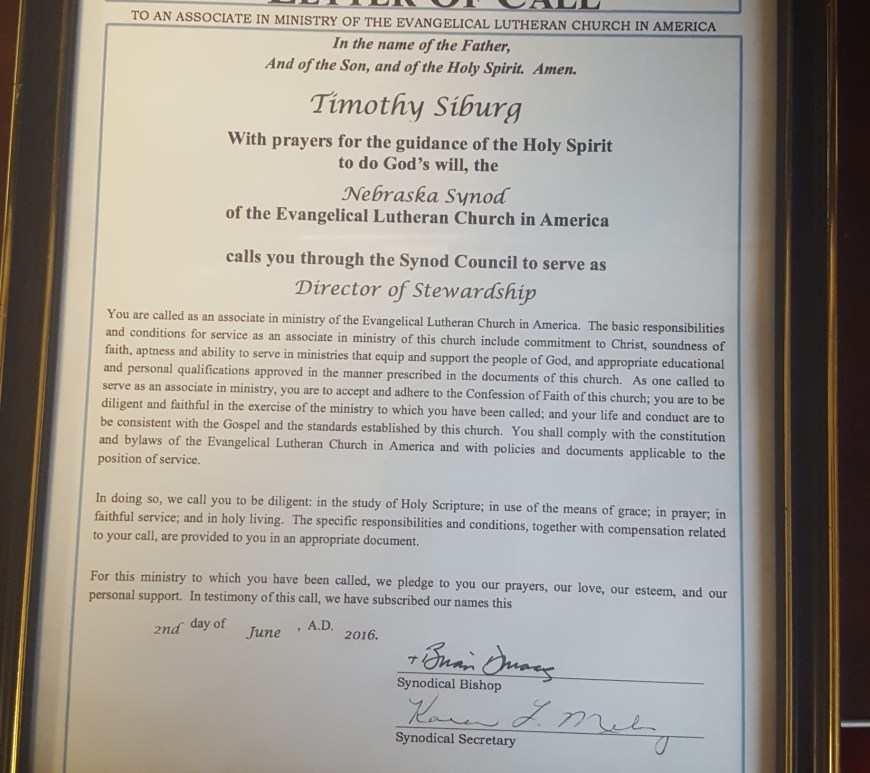 LETTER OF CALL
TO AN ASSOCIATE IN MINISTRY OF THE EVANGELICAL LUTHERAN CHURCH IN AMERICA
In the name of the Father,
And of the Son, and of the Holy Spirit. Amen.
Timothy Siburg
With prayers for the guidance of the Holy Spirit
to do God's will, the
Nebraska Synod
of the Evangelical Lutheran Church in America
calls you through the Synod Council to serve as
Director of Stewardship
You are called as an associate in ministry of the Evangelical Lutheran Church in America. The basic responsibilities
and conditions for service as an associate in ministry of this church include commitment to Christ, soundness of
faith, aptness and ability to serve in ministries that equip and support the people of God, and appropriate educational
and personal qualifications approved in the manner prescribed in the documents of this church. As one called to
serve as an associate in ministry, you are to accept and adhere to the Confession of Faith of this church; you are to be
diligent and faithful in the exercise of the ministry to which you have been called; and your life and conduct are to
be consistent with the Gospel and the standards established by this church. You shall comply with the constitution
and bylaws of the Evangelical Lutheran Church in America and with policies and documents applicable to the
position of service.
In doing so, we call you to be diligent: in the study of Holy Scripture; in use of the means of grace; in prayer; in
faithful service; and in holy living. The specific responsibilities and conditions, together with compensation related
to your call, are provided to you in an appropriate document.
For this ministry to which you have been called, we pledge to you our prayers, our love, our esteem, and our
personal support. In testimony of this call, we have subscribed our names this
2nd day of June, A.D. 2016.
+ Brian
Synodical Bishop
Karen L.
Synodical Secretary